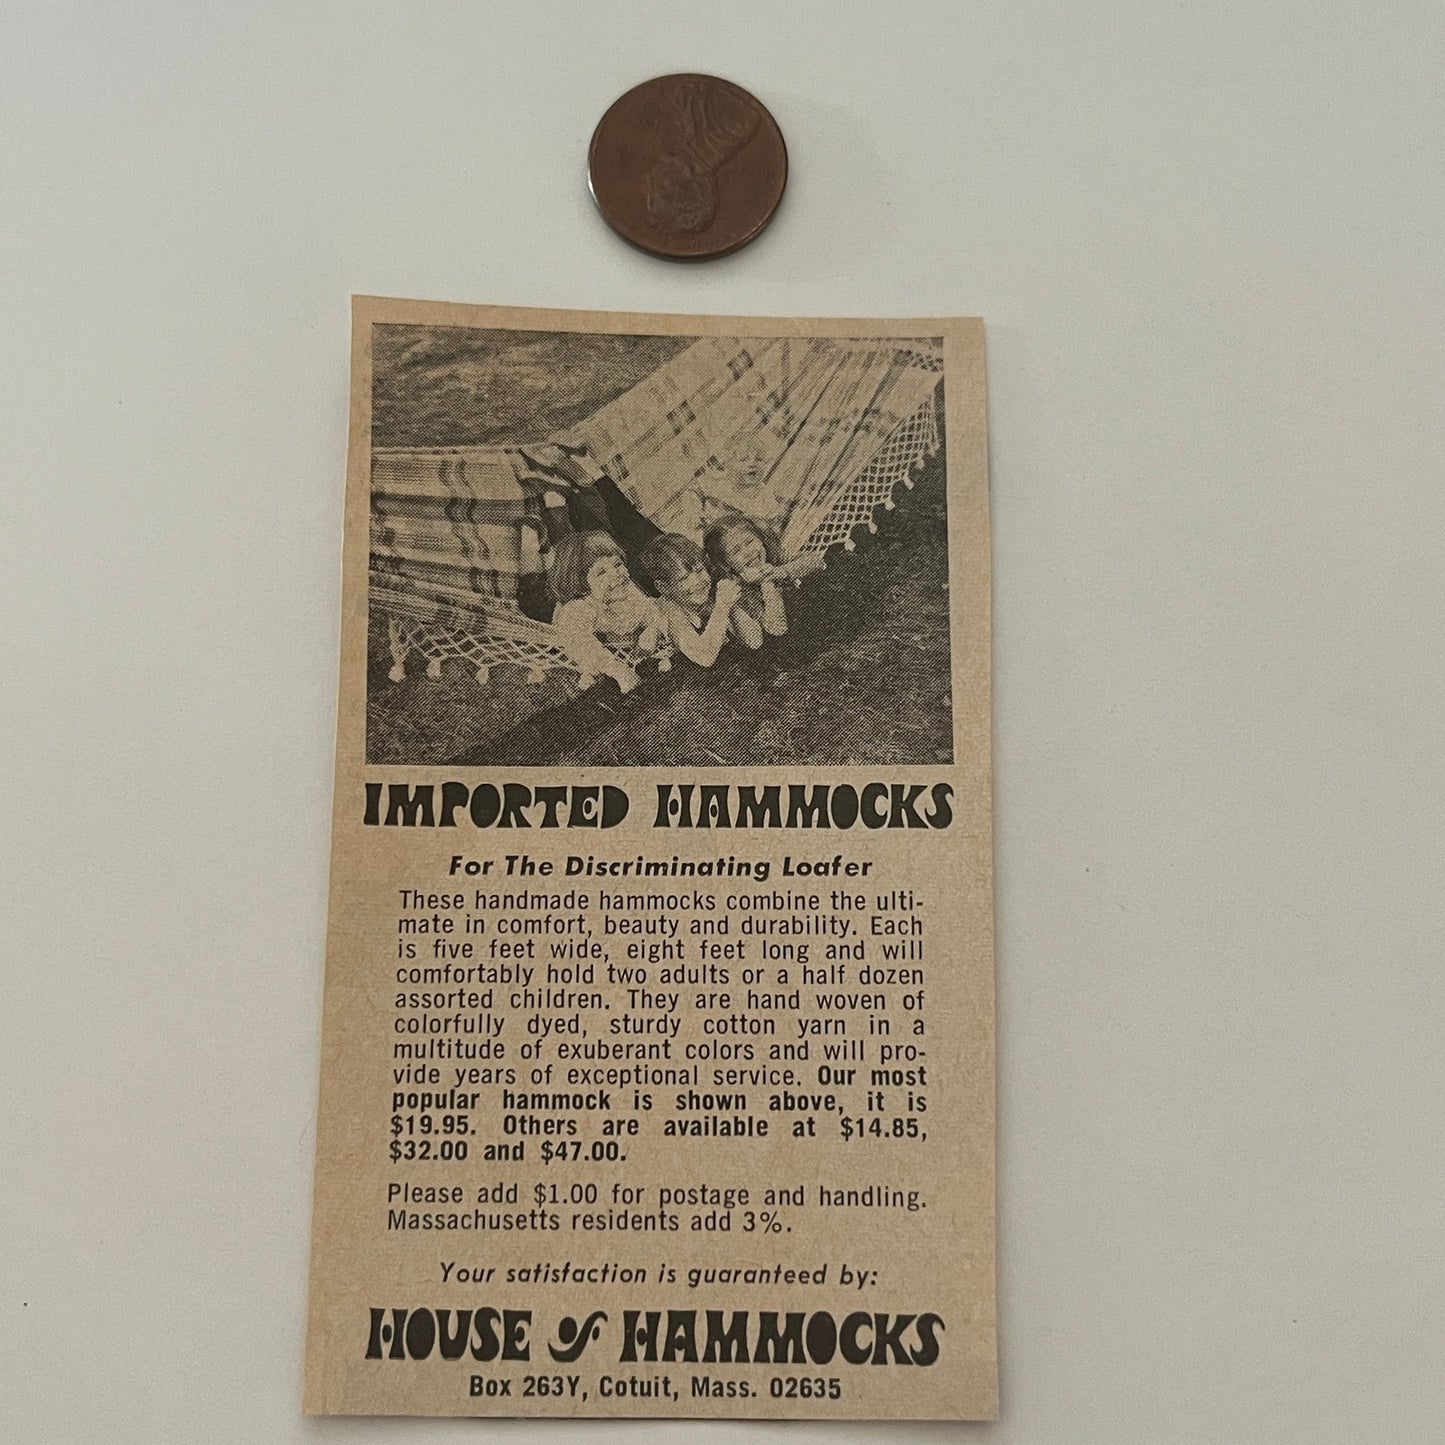 IMPORTED HAMMOCKS
For The Discriminating Loafer
These handmade hammocks combine the ulti-
mate in comfort, beauty and durability. Each
is five feet wide, eight feet long and will
comfortably hold two adults or a half dozen
assorted children. They are hand woven of
colorfully dyed, sturdy cotton yarn in a
multitude of exuberant colors and will pro-
vide years of exceptional service. Our most
popular hammock is shown above, it is
$19.95. Others are available at $14.85,
$32.00 and $47.00.
Please add $1.00 for postage and handling.
Massachusetts residents add 3%.
Your satisfaction is guaranteed by:
HOUSE of HAMMOCKS
Box 263Y, Cotuit, Mass. 02635